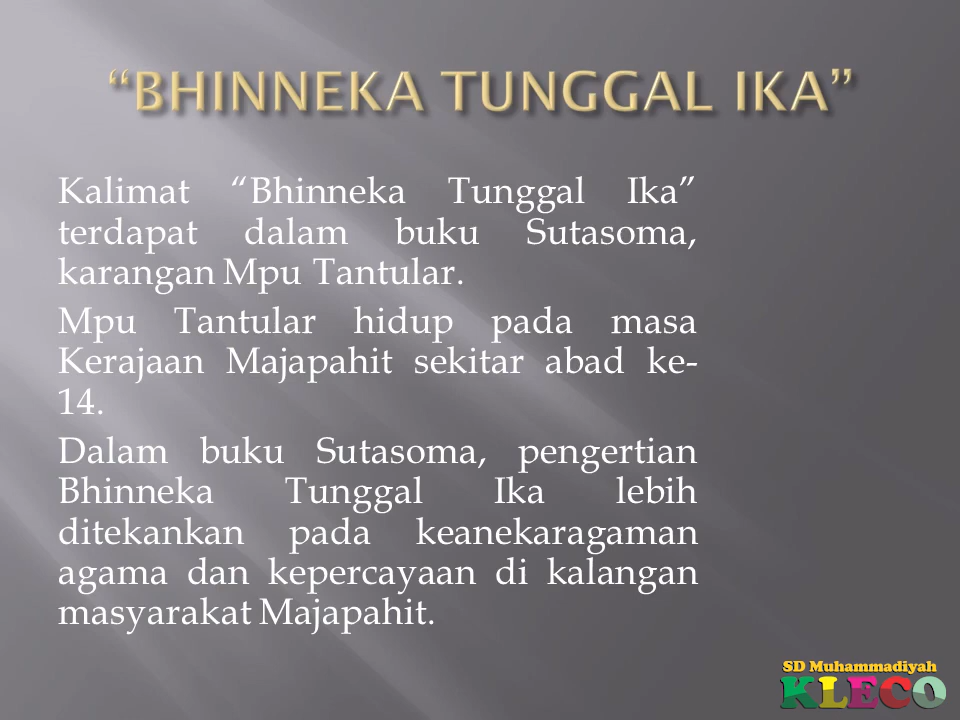 “BHINNEKA TUNGGAL IKA”
Kalimat “Bhinneka Tunggal Ika”
terdapat dalam buku Sutasoma,
karangan Mpu Tantular.
Mpu Tantular hidup pada masa
Kerajaan Majapahit sekitar abad ke-
14.
Dalam buku Sutasoma, pengertian
Bhinneka Tunggal Ika lebih
ditekankan pada keanekaragaman
agama dan kepercayaan di kalangan
masyarakat Majapahit.
SD Muhammadiyah
KLECO